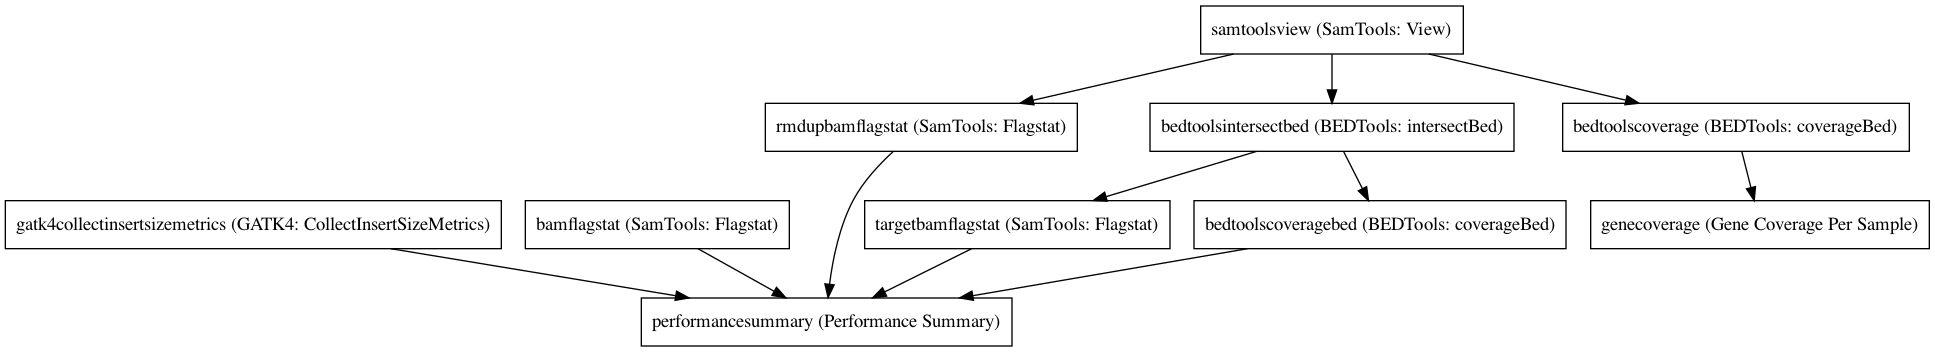 samtoolsview (SamTools: View)
rmdupbamflagstat (SamTools: Flagstat)
bedtoolsintersectbed (BEDTools: intersectBed)
bedtoolscoverage (BEDTools: coverageBed)
gatk4collectinsertsizemetrics (GATK4: CollectInsertSizeMetrics)
bamflagstat (SamTools: Flagstat)
targetbamflagstat (SamTools: Flagstat)
bedtoolscoveragebed (BEDTools: coverageBed)
genecoverage (Gene Coverage Per Sample)
performancesummary (Performance Summary)